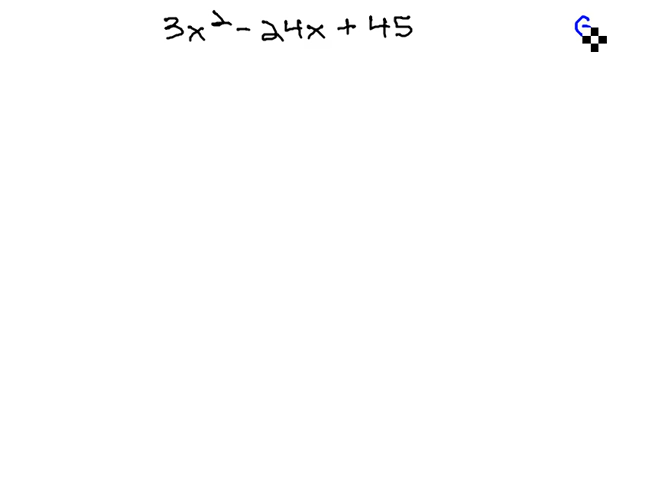 3x² - 24x + 45